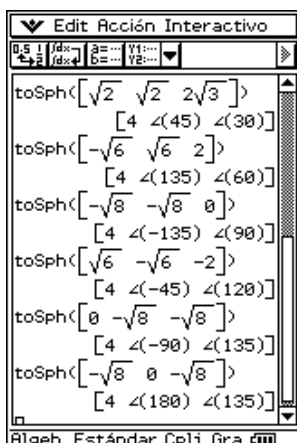 Edit Acción Interactivo
toSph([√2 √2 2√3])
[4 ∠(45) ∠(30)]
toSph([-√6 √6 2])
[4 ∠(135) ∠(60)]
toSph([-√8 -√8 0])
[4 ∠(-135) ∠(90)]
toSph([√6 -√6 -2])
[4 ∠(-45) ∠(120)]
toSph([0 -√8 -√8])
[4 ∠(-90) ∠(135)]
toSph([-√8 0 -√8])
[4 ∠(180) ∠(135)]
Algeb Estándar Cplj Gra